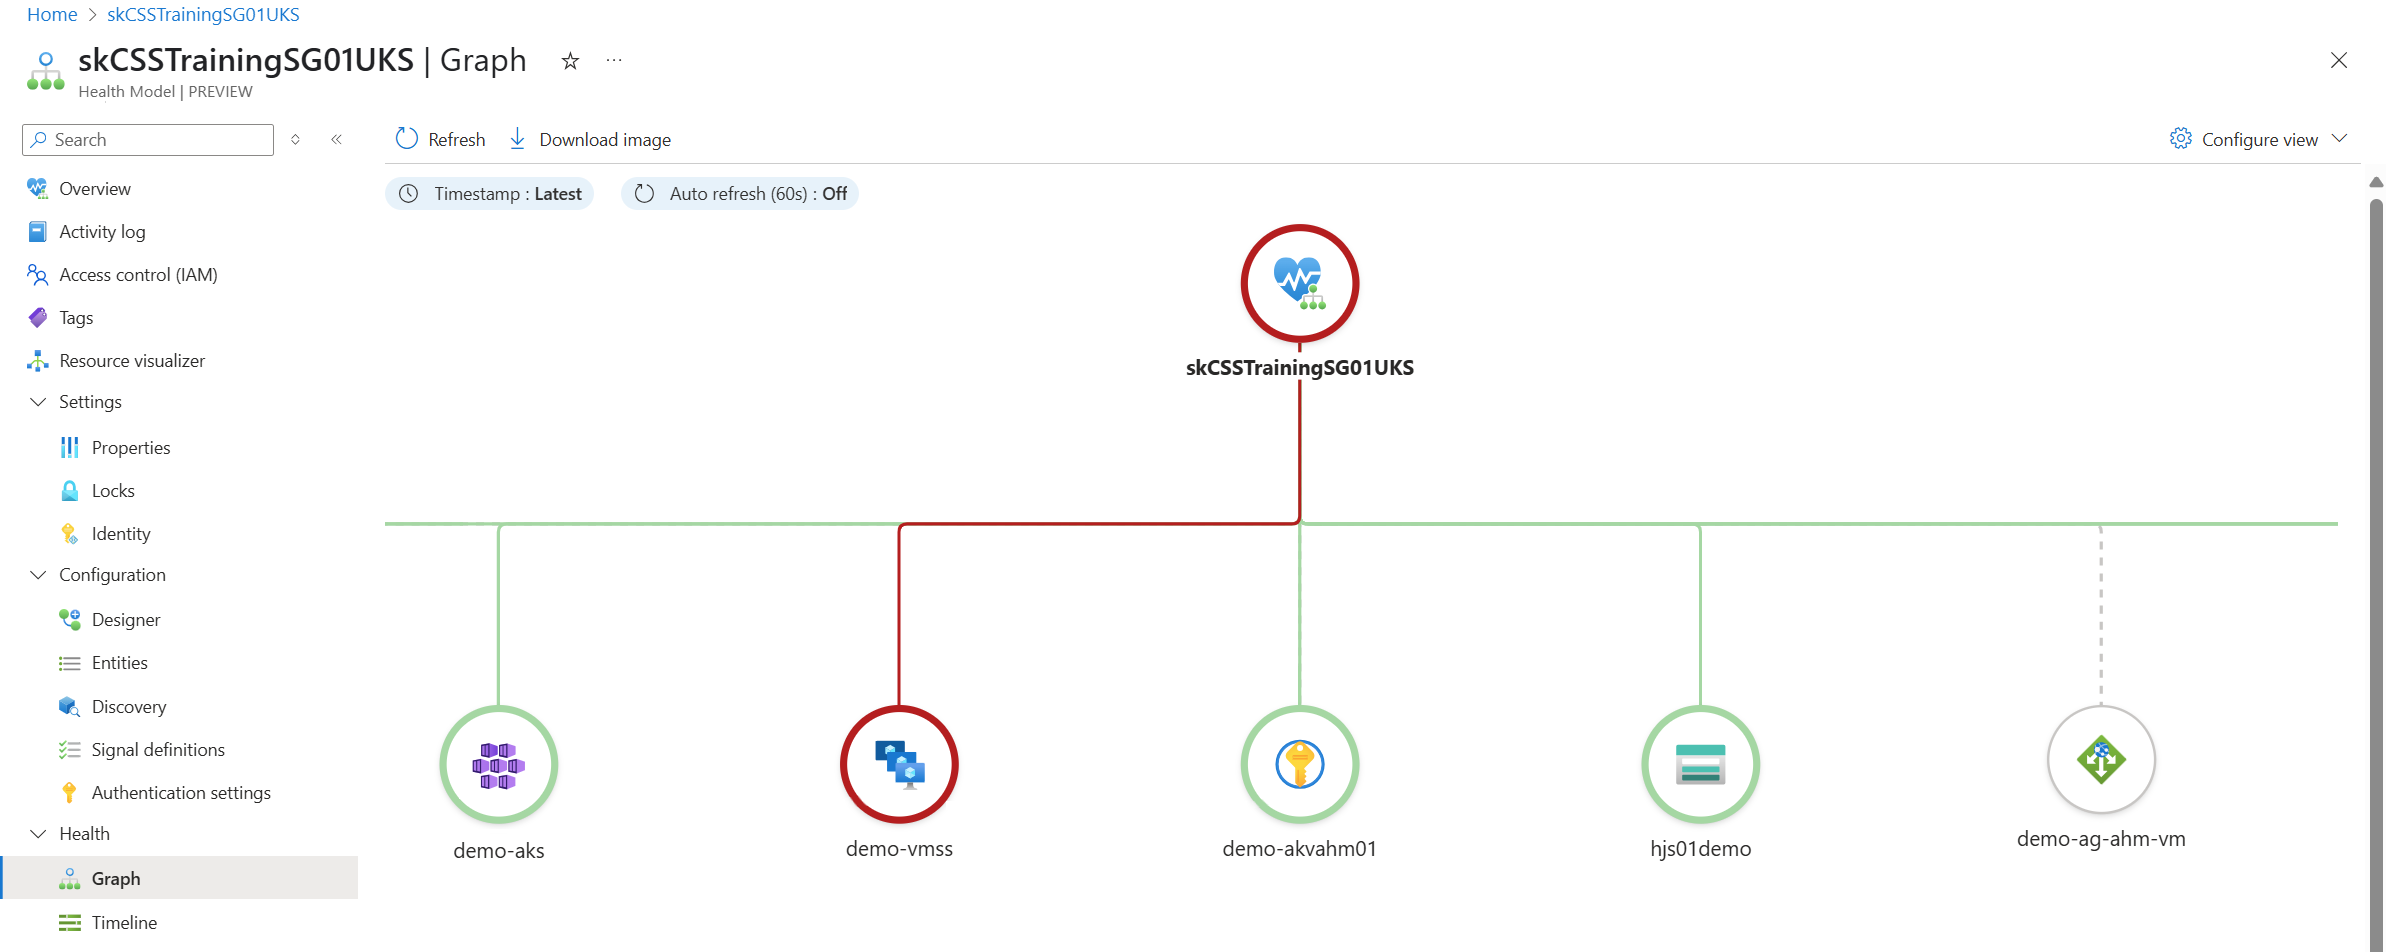 Home > skCSSTrainingSG01UKS
skCSSTrainingSG01UKS | Graph
Health Model | PREVIEW
Search
Refresh
Download image
Configure view
Timestamp : Latest
Auto refresh (60s) : Off
Overview
Activity log
Access control (IAM)
Tags
Resource visualizer
Settings
Properties
Locks
Identity
Configuration
Designer
Entities
Discovery
Signal definitions
Authentication settings
Health
Graph
Timeline
skCSSTrainingSG01UKS
demo-aks
demo-vmss
demo-akvahm01
hjs01demo
demo-ag-ahm-vm